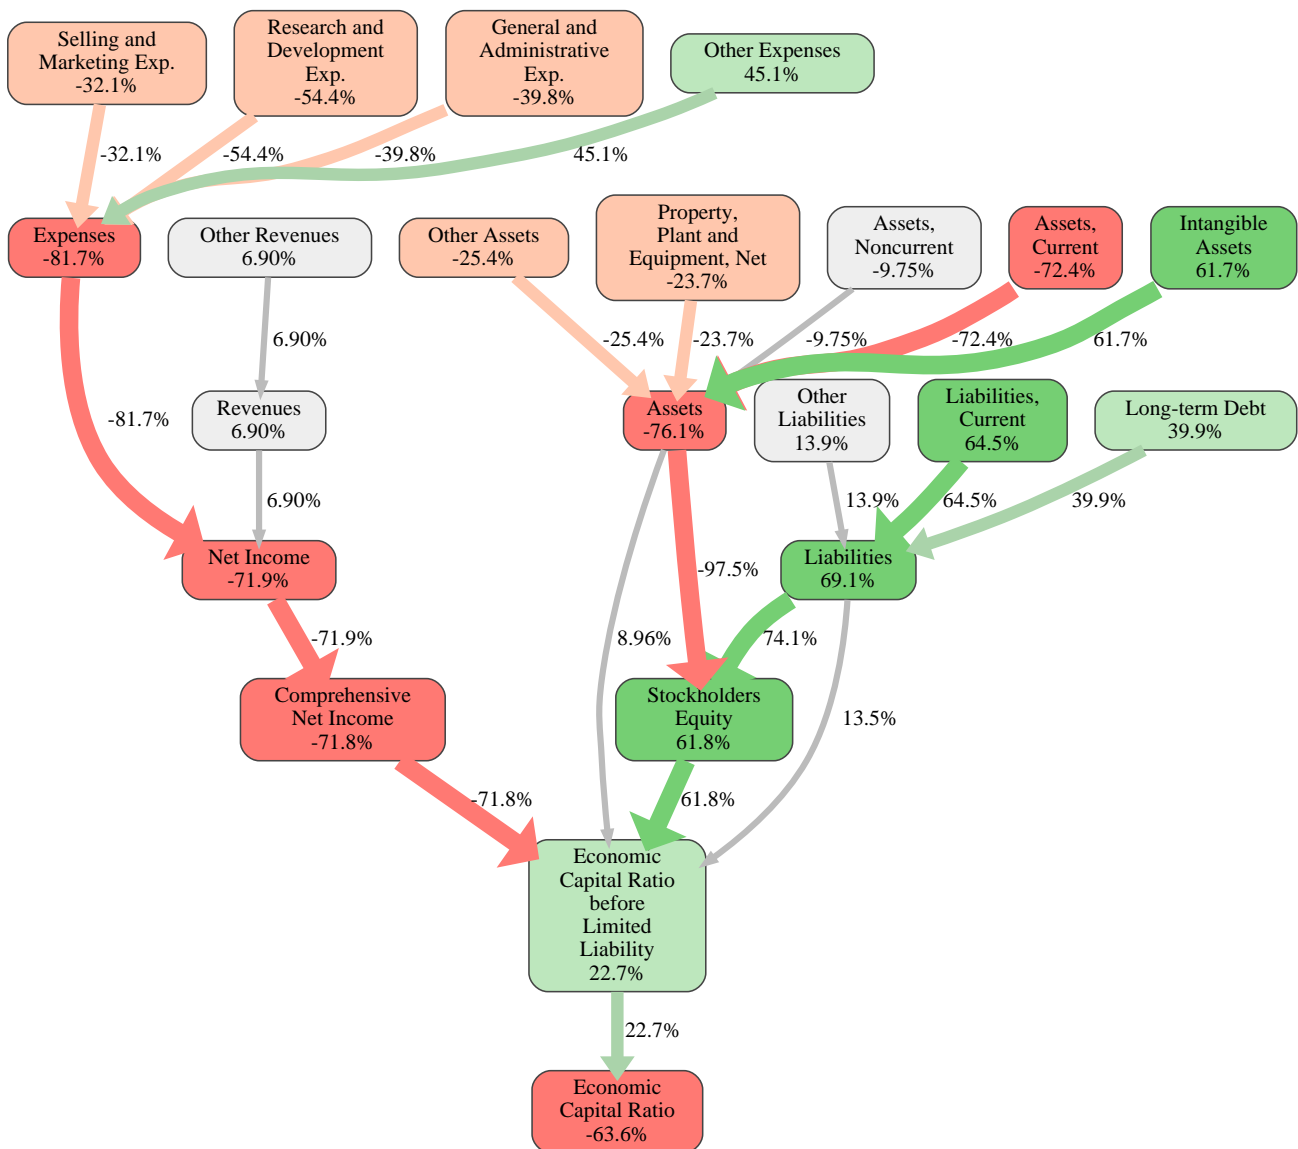 Selling and
Marketing Exp.
-32.1%
Research and
Development
Exp.
-54.4%
General and
Administrative
Exp.
-39.8%
Other Expenses
45.1%
-32.1%
-54.4%
-39.8%
45.1%
Expenses
-81.7%
Other Revenues
6.90%
Other Assets
-25.4%
Property,
Plant and
Equipment, Net
-23.7%
Assets,
Noncurrent
-9.75%
Assets,
Current
-72.4%
Intangible
Assets
61.7%
6.90%
-25.4%
-23.7%
-9.75%
-72.4%
61.7%
-81.7%
Revenues
6.90%
Assets
-76.1%
Other
Liabilities
13.9%
Liabilities,
Current
64.5%
Long-term Debt
39.9%
6.90%
13.9%
64.5%
39.9%
Net Income
-71.9%
-97.5%
Liabilities
69.1%
-71.9%
8.96%
74.1%
Comprehensive
Net Income
-71.8%
Stockholders
Equity
61.8%
13.5%
-71.8%
61.8%
Economic
Capital Ratio
before
Limited
Liability
22.7%
22.7%
Economic
Capital Ratio
-63.6%